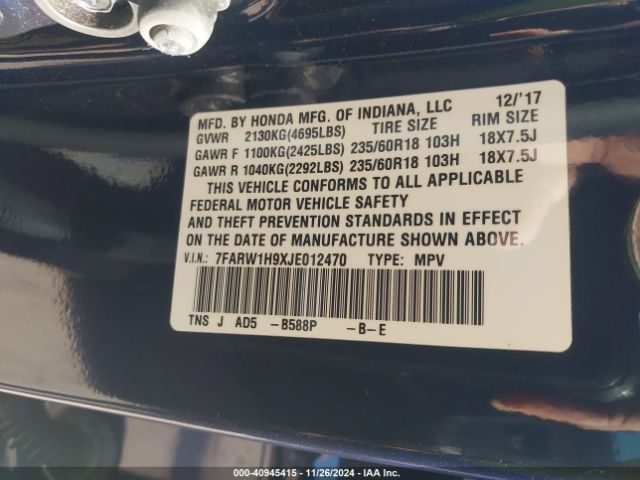 MFD. BY HONDA MFG. OF INDIANA, LLC 12/'17
GVWR 2130KG(4695LBS) TIRE SIZE RIM SIZE
GAWR F 1100KG(2425LBS) 235/60R18 103H 18X7.5J
GAWR R 1040KG(2292LBS) 235/60R18 103H 18X7.5J
THIS VEHICLE CONFORMS TO ALL APPLICABLE
FEDERAL MOTOR VEHICLE SAFETY
AND THEFT PREVENTION STANDARDS IN EFFECT
ON THE DATE OF MANUFACTURE SHOWN ABOVE.
V.I.N.: 7FARW1H9XJE012470 TYPE: MPV
TNS J AD5 -B588P -B-E
000-40945415 - 11/26/2024 - IAA Inc.